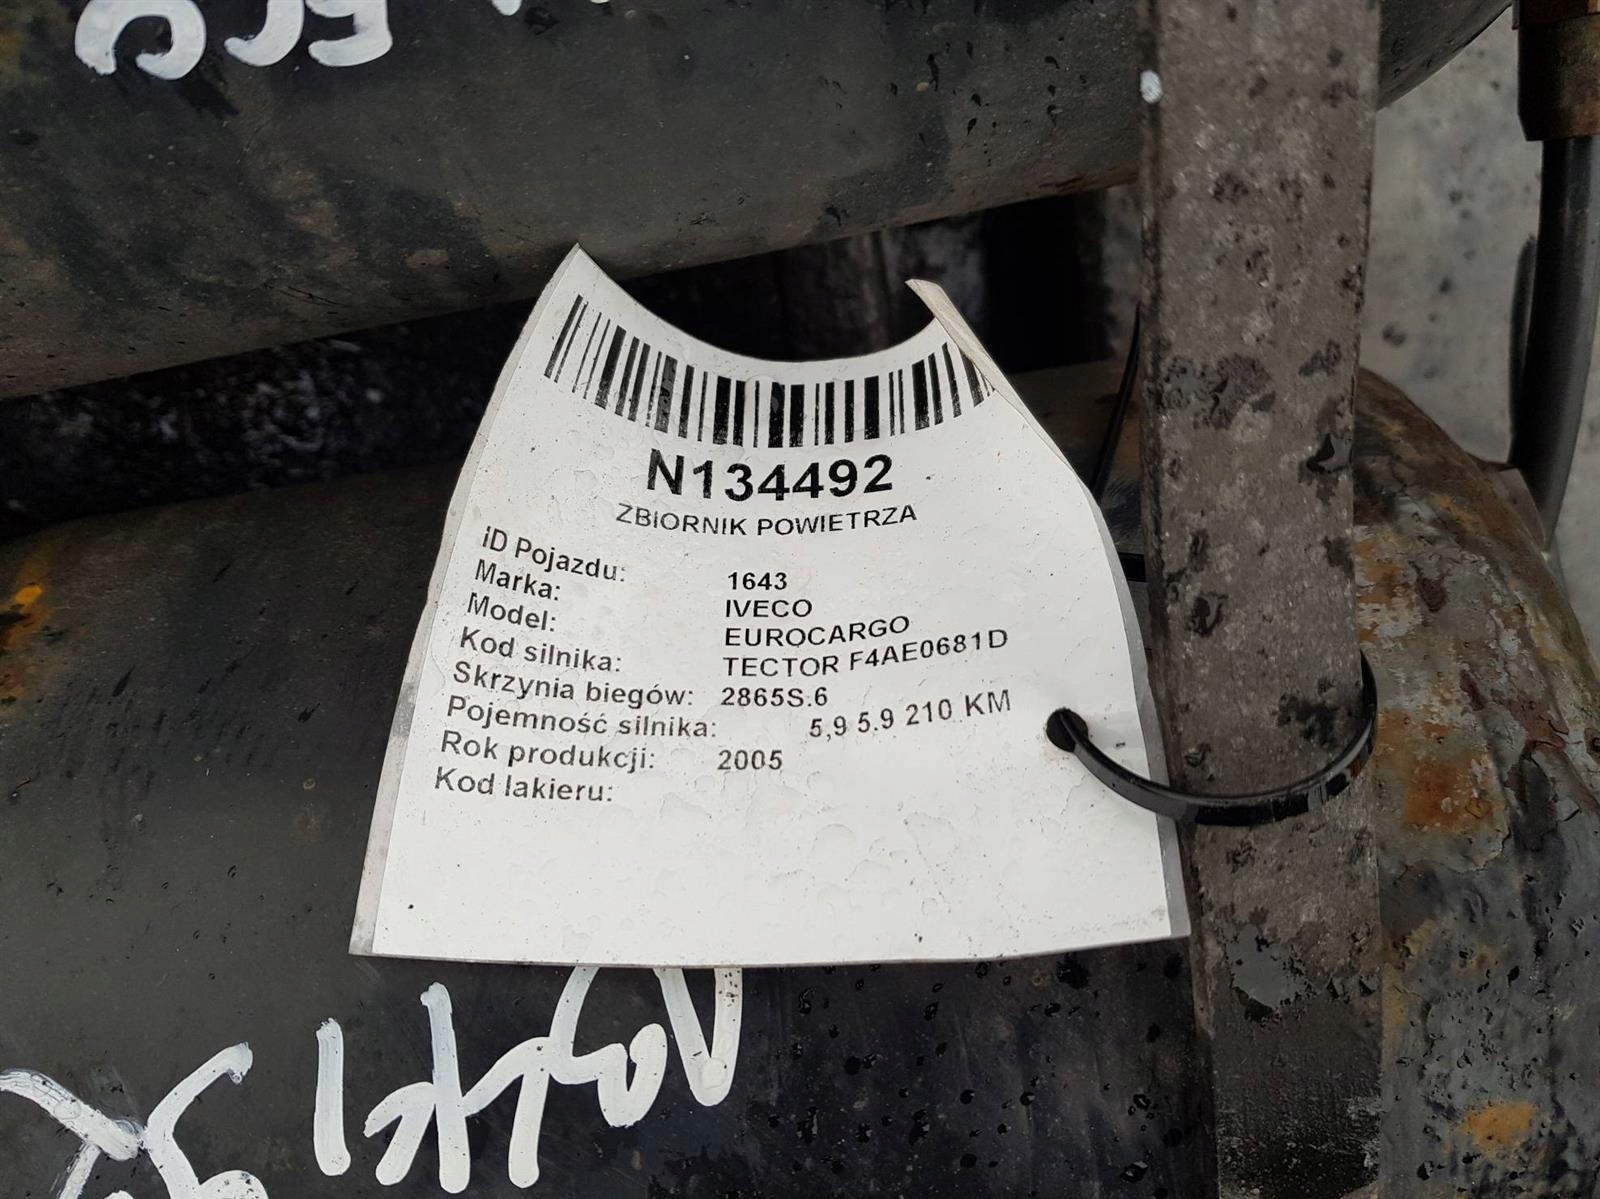 N134492
ZBIORNIK POWIETRZA
iD Pojazdu: 1643
Marka: IVECO
Model: EUROCARGO
Kod silnika: TECTOR F4AE0681D
Skrzynia biegów: 2865S.6
Pojemność silnika: 5,9 5.9 210 KM
Rok produkcji: 2005
Kod lakieru: